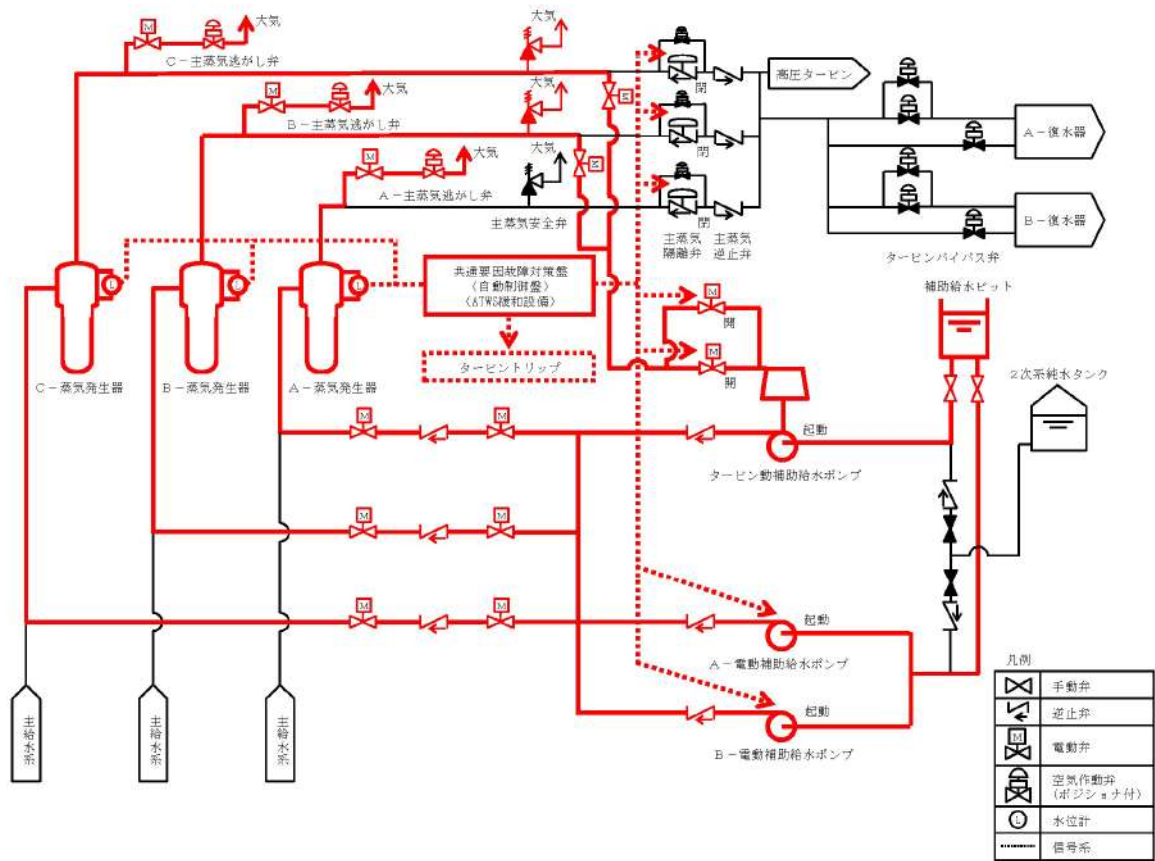 大気
M
C－主蒸気逃がし弁
大気
大気
M
B－主蒸気逃がし弁
大気
大気
M
A－主蒸気逃がし弁
大気
主蒸気安全弁
M
M
閉
閉
閉
主蒸気
隔離弁
主蒸気
逆止弁
高圧タービン
A－復水器
B－復水器
タービンバイパス弁
L
L
L
C－蒸気発生器
B－蒸気発生器
A－蒸気発生器
共通要因故障対策盤
（自動制御盤）
（ATWS緩和設備）
タービントリップ
M
開
M
開
補助給水ピット
2次系純水タンク
M
M
起動
タービン動補助給水ポンプ
M
M
M
M
起動
A－電動補助給水ポンプ
起動
B－電動補助給水ポンプ
主給水系
主給水系
主給水系
凡例
手動弁
逆止弁
M
電動弁
空気作動弁
（ポジショナ付）
L
水位計
信号系